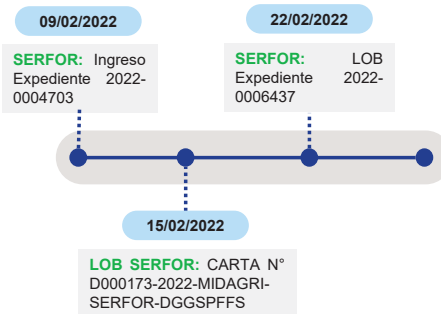 09/02/2022
SERFOR: Ingreso
Expediente 2022-
0004703
22/02/2022
SERFOR: LOB
Expediente 2022-
0006437
15/02/2022
LOB SERFOR: CARTA N°
D000173-2022-MIDAGRI-
SERFOR-DGGSPFFS